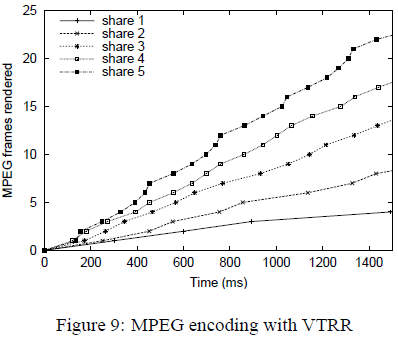 25
20
15
10
5
0
MPEG frames rendered
share 1
share 2
share 3
share 4
share 5
0 200 400 600 800 1000 1200 1400
Time (ms)
Figure 9: MPEG encoding with VTRR